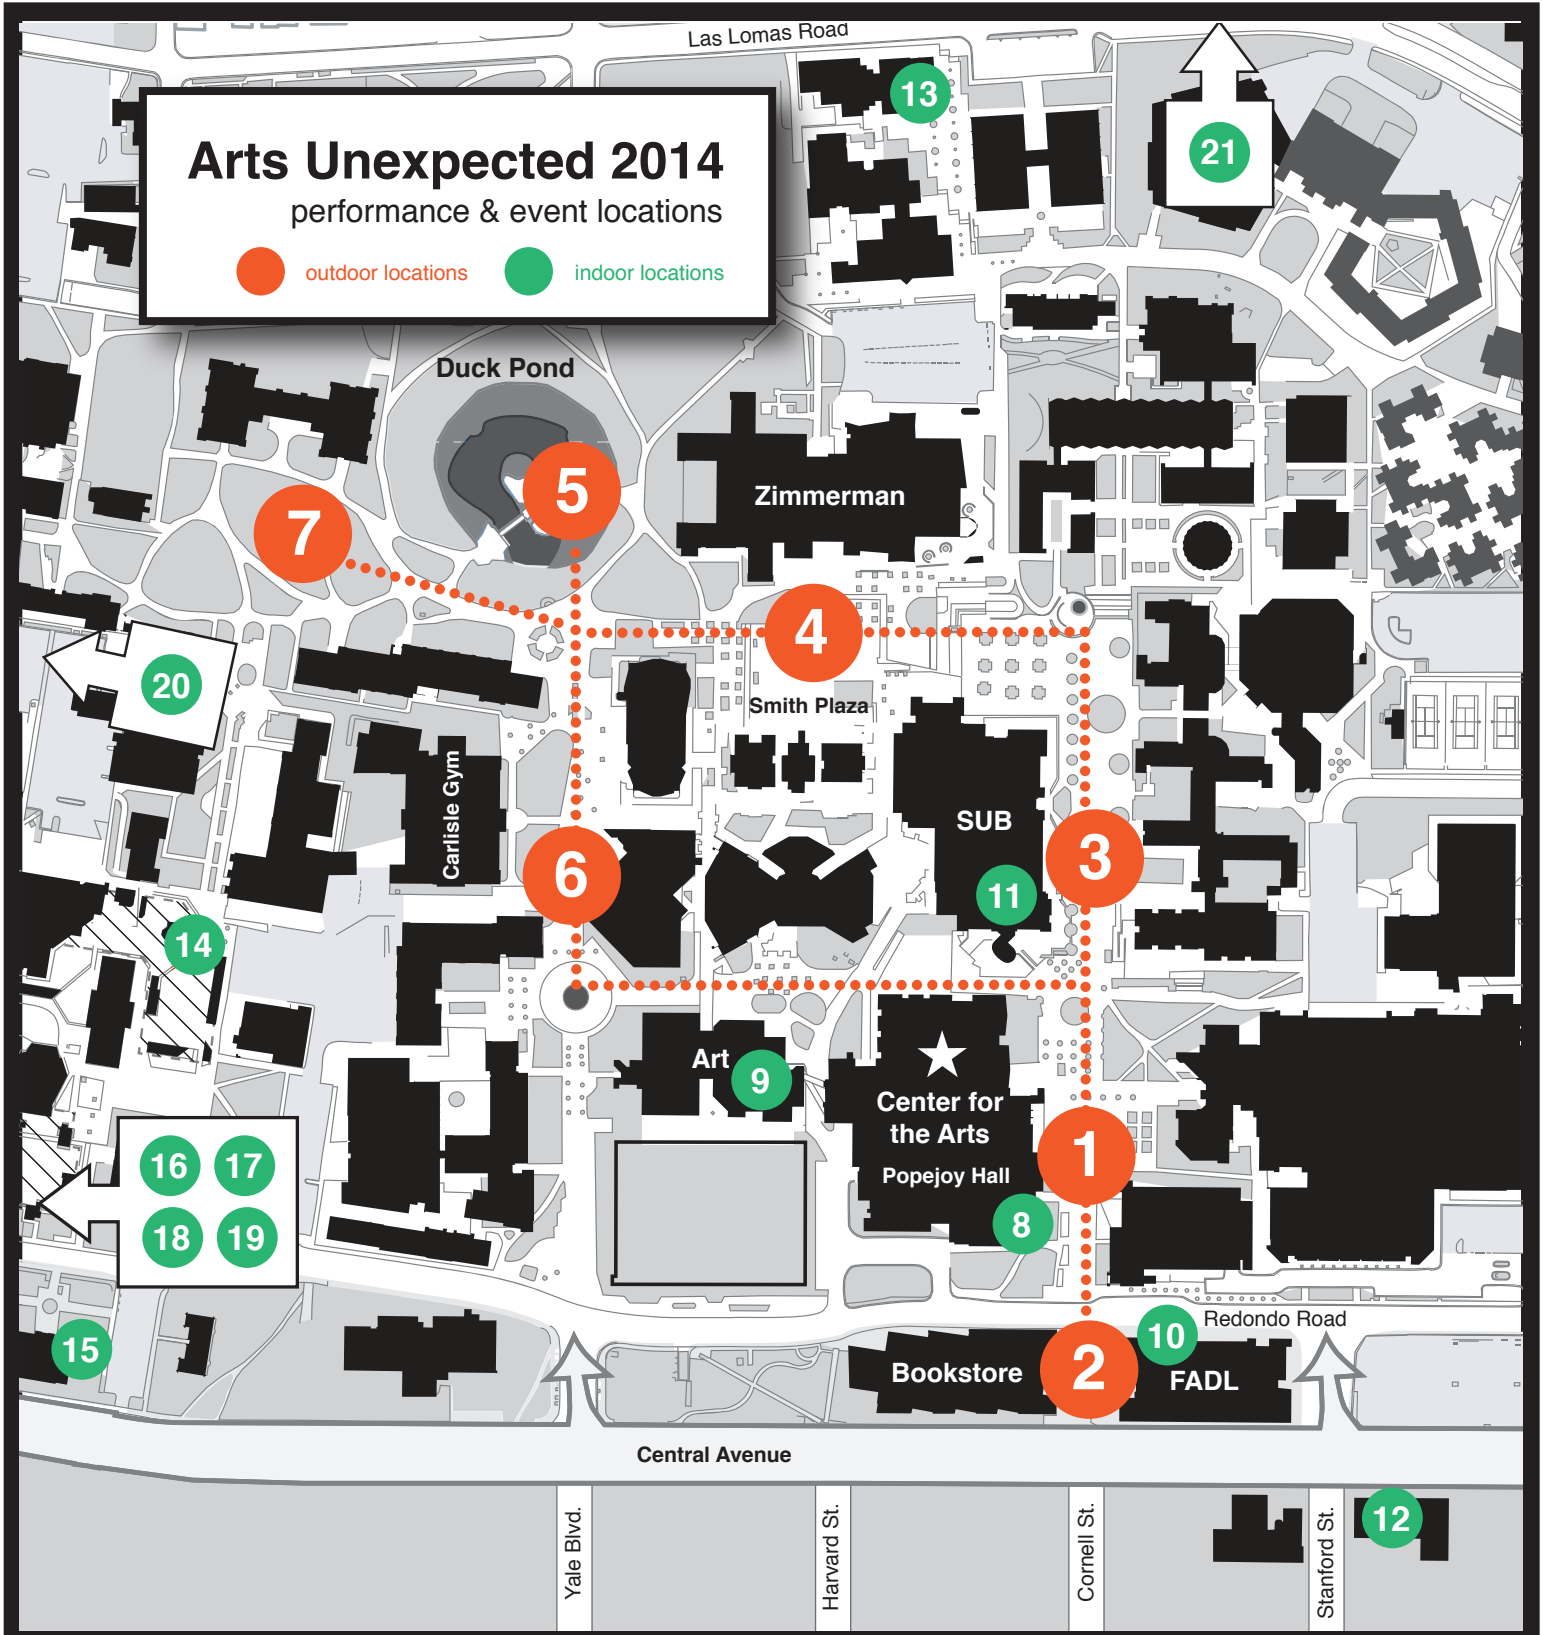 Las Lomas Road
13
21
Arts Unexpected 2014
performance & event locations
outdoor locations
indoor locations
Duck Pond
5
Zimmerman
7
4
20
Smith Plaza
Carlisle Gym
SUB
3
6
11
14
Art
9
Center for
the Arts
Popejoy Hall
1
16 17
18 19
8
Redondo Road
15
10
Bookstore
2
FADL
Central Avenue
12
Yale Blvd.
Harvard St.
Cornell St.
Stanford St.